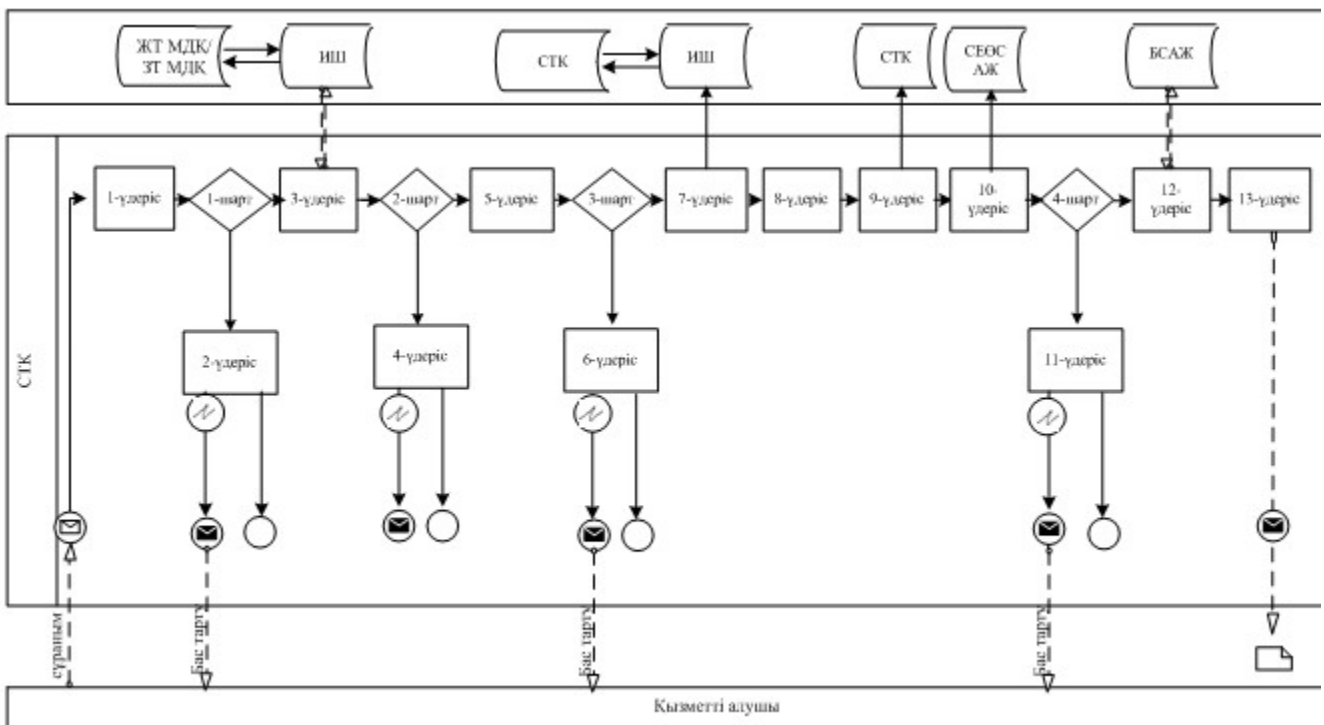 ЖТ МДК/
ЗТ МДҚ
ИШ
СТК
ИШ
СТК
СЕӨС
АЖ
БСАЖ
1-үдеріс
1-шарт
3-үдеріс
2-шарт
5-үдеріс
3-шарт
7-үдеріс
8-үдеріс
9-үдеріс
10-
үдеріс
4-шарт
12-
үдеріс
13-үдеріс
2-үдеріс
4-үдеріс
6-үдеріс
11-үдеріс
СТК
сұраным
Бас тарту
Бас тарту
Бас тарту
Қызметті алушы